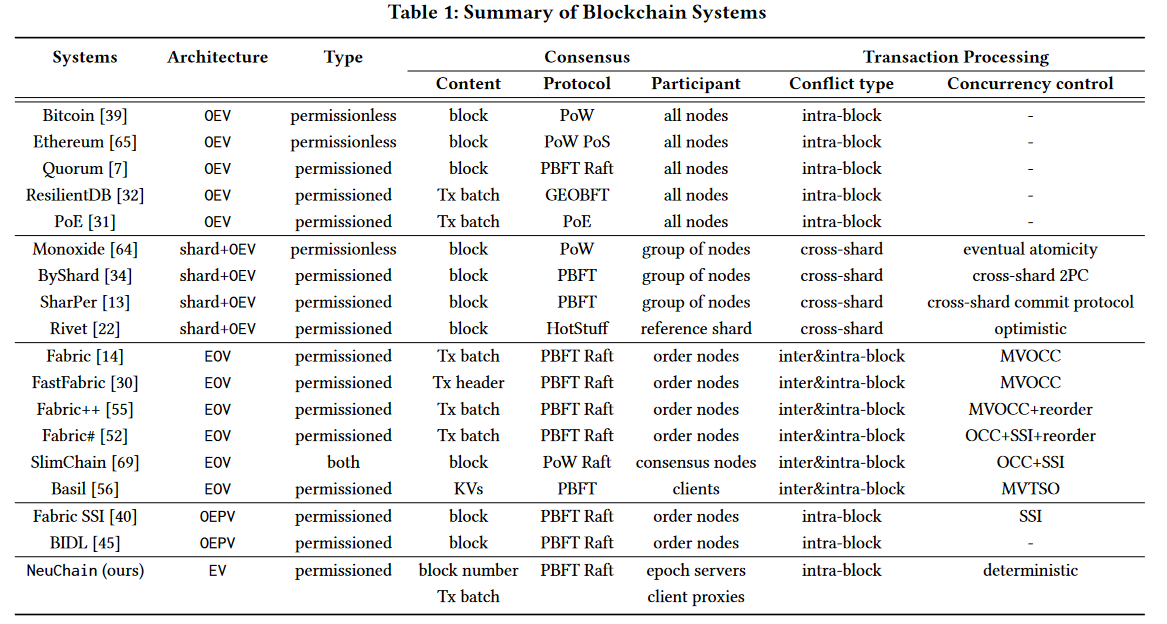 Table 1: Summary of Blockchain Systems
Systems Architecture Type Consensus Transaction Processing
Content Protocol Participant Conflict type Concurrency control
Bitcoin [39] OEV permissionless block PoW all nodes intra-block -
Ethereum [65] OEV permissionless block PoW PoS all nodes intra-block -
Quorum [7] OEV permissioned block PBFT Raft all nodes intra-block -
ResilientDB [32] OEV permissioned Tx batch GEOBFT all nodes intra-block -
PoE [31] OEV permissioned Tx batch PoE all nodes intra-block -
Monoxide [64] shard+OEV permissionless block PoW group of nodes cross-shard eventual atomicity
ByShard [34] shard+OEV permissioned block PBFT group of nodes cross-shard cross-shard 2PC
SharPer [13] shard+OEV permissioned block PBFT group of nodes cross-shard cross-shard commit protocol
Rivet [22] shard+OEV permissioned block HotStuff reference shard cross-shard optimistic
Fabric [14] EOV permissioned Tx batch PBFT Raft order nodes inter&intra-block MVOCC
FastFabric [30] EOV permissioned Tx header PBFT Raft order nodes inter&intra-block MVOCC
Fabric++ [55] EOV permissioned Tx batch PBFT Raft order nodes inter&intra-block MVOCC+reorder
Fabric# [52] EOV permissioned Tx batch PBFT Raft order nodes inter&intra-block OCC+SSI+reorder
SlimChain [69] EOV both block PoW Raft consensus nodes inter&intra-block OCC+SSI
Basil [56] EOV permissioned KVs PBFT clients inter&intra-block MVTSO
Fabric SSI [40] OEPV permissioned block PBFT Raft order nodes intra-block SSI
BIDL [45] OEPV permissioned block PBFT Raft order nodes intra-block -
NeuChain (ours) EV permissioned block number PBFT Raft epoch servers intra-block deterministic
Tx batch client proxies